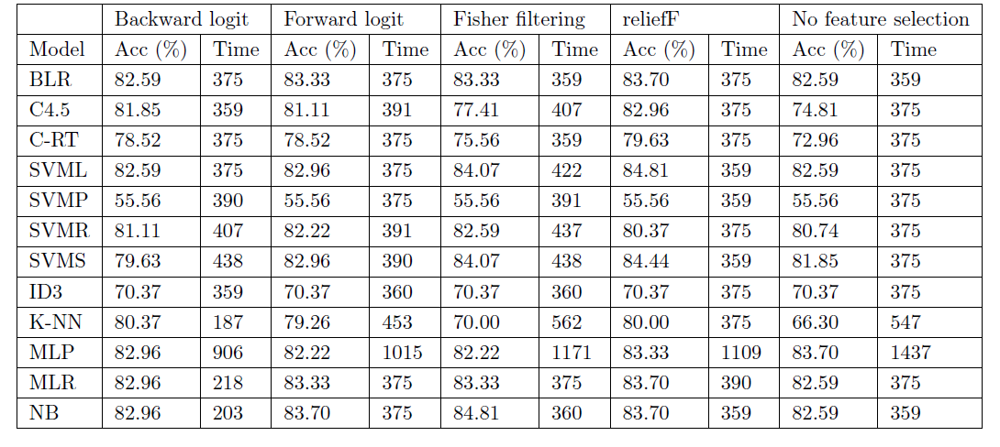 Backward logit Forward logit Fisher filtering reliefF No feature selection
Model Acc (%) Time Acc (%) Time Acc (%) Time Acc (%) Time Acc (%) Time
BLR 82.59 375 83.33 375 83.33 359 83.70 375 82.59 359
C4.5 81.85 359 81.11 391 77.41 407 82.96 375 74.81 375
C-RT 78.52 375 78.52 375 75.56 359 79.63 375 72.96 375
SVML 82.59 375 82.96 375 84.07 422 84.81 359 82.59 375
SVMP 55.56 390 55.56 375 55.56 391 55.56 359 55.56 375
SVMR 81.11 407 82.22 391 82.59 437 80.37 375 80.74 375
SVMS 79.63 438 82.96 390 84.07 438 84.44 359 81.85 375
ID3 70.37 359 70.37 360 70.37 360 70.37 375 70.37 375
K-NN 80.37 187 79.26 453 70.00 562 80.00 375 66.30 547
MLP 82.96 906 82.22 1015 82.22 1171 83.33 1109 83.70 1437
MLR 82.96 218 83.33 375 83.33 375 83.70 390 82.59 375
NB 82.96 203 83.70 375 84.81 360 83.70 359 82.59 359